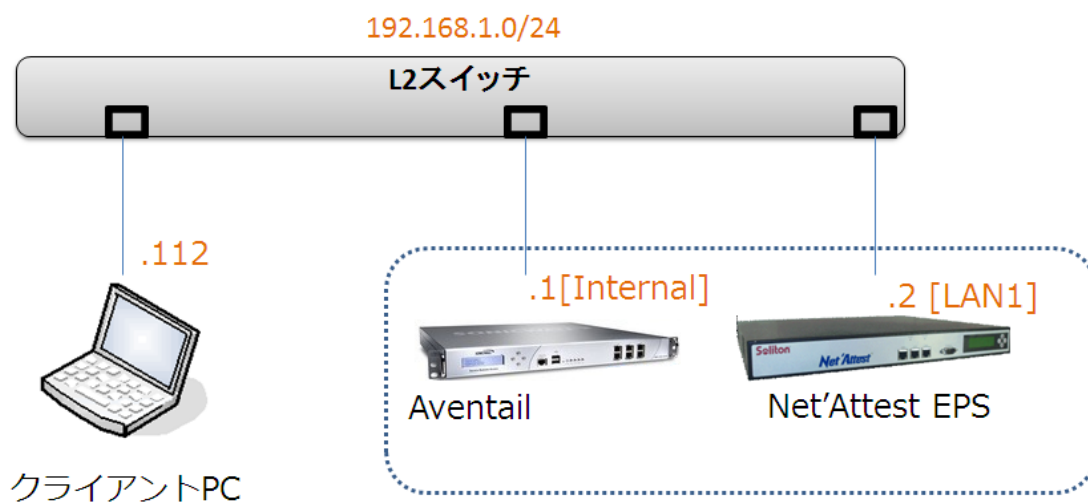 192.168.1.0/24
L2スイッチ
.112
.1[Internal]
.2 [LAN1]
Soliton
Net'Attest
Aventail
Net'Attest EPS
クライアントPC